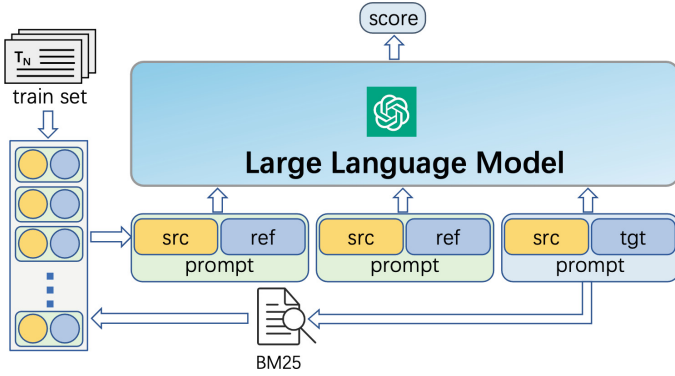 score
T_N
train set
Large Language Model
src ref src ref src tgt
prompt prompt prompt
BM25